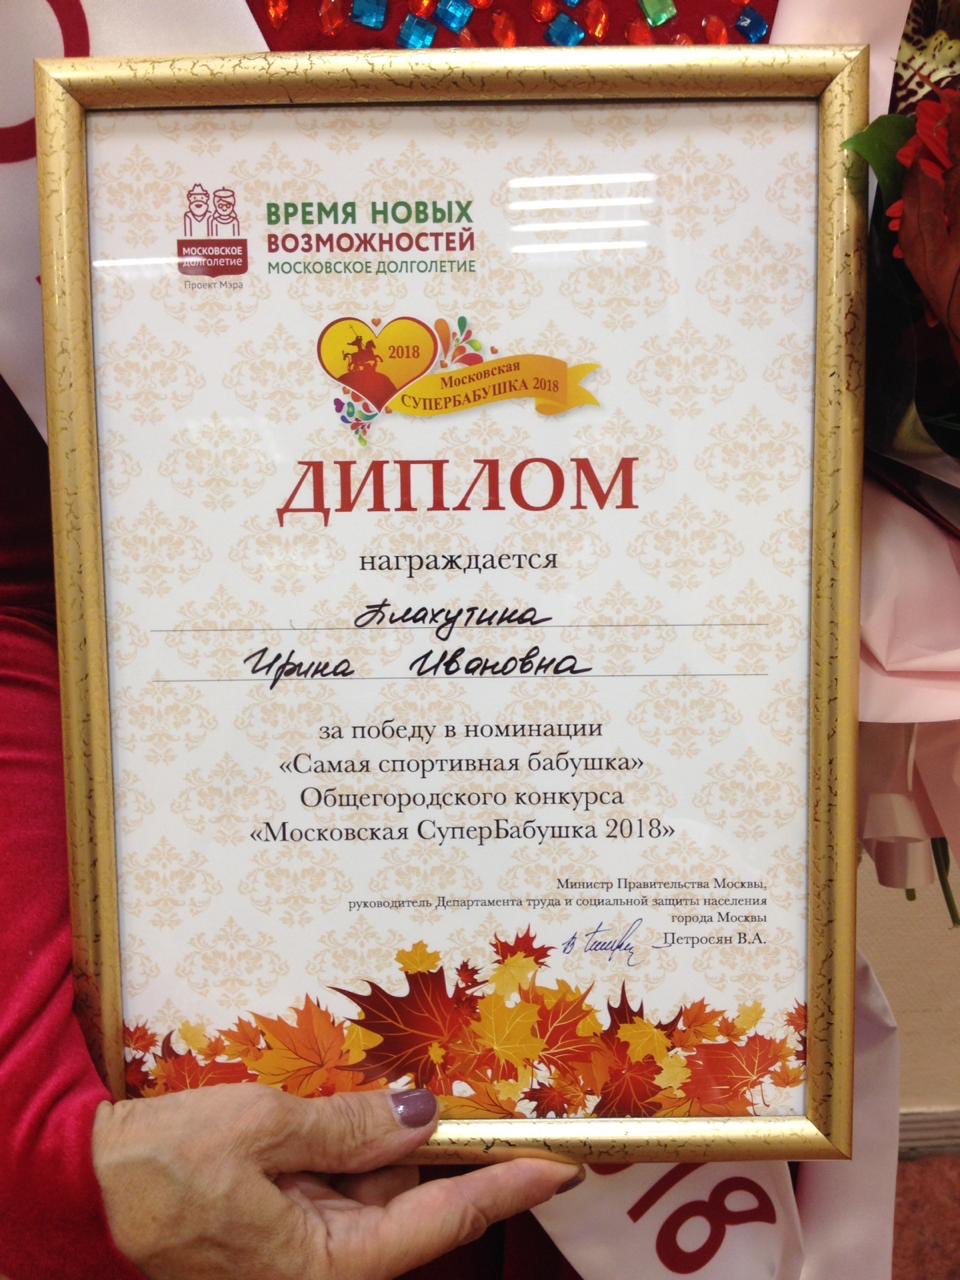 ВРЕМЯ НОВЫХ
ВОЗМОЖНОСТЕЙ
МОСКОВСКОЕ ДОЛГОЛЕТИЕ
МОСКОВСКОЕ
ДОЛГОЛЕТИЕ
Проект Мэра
2018
Московская
СУПЕРБАБУШКА 2018
ДИПЛОМ
награждается
Плахутина
Ирина Ивановна
за победу в номинации
«Самая спортивная бабушка»
Общегородского конкурса
«Московская СуперБабушка 2018»
Министр Правительства Москвы,
руководитель Департамента труда и социальной защиты населения
города Москвы
Петросян В.А.
18